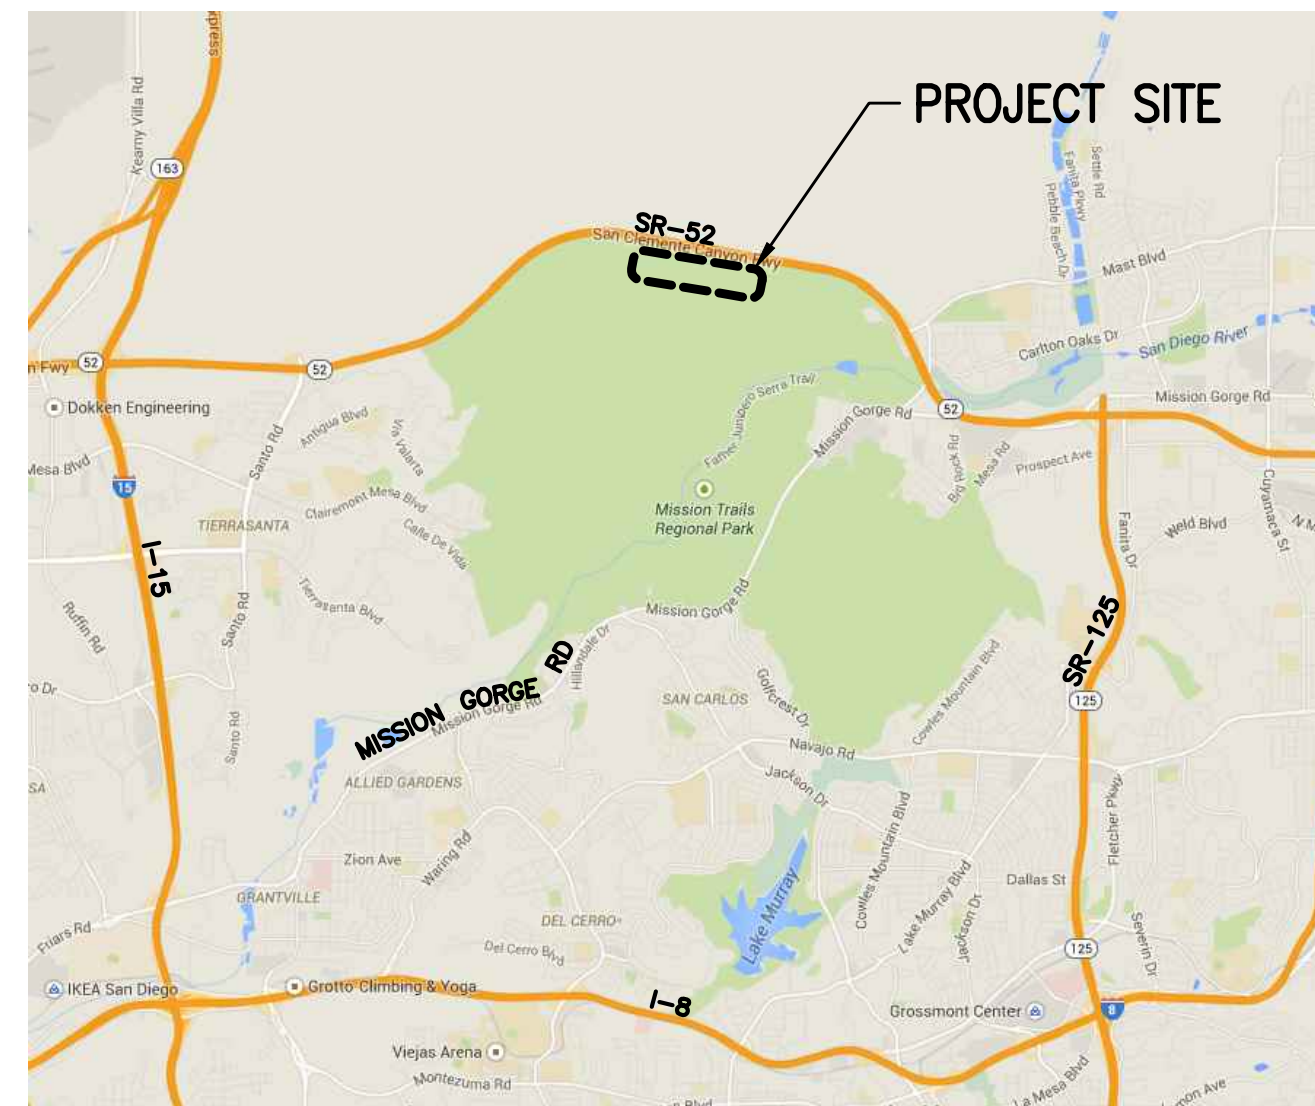 xpress
Kearny Villa Rd
163
PROJECT SITE
SR-52
San Clemente Canyon Fwy
Settle Rd
Fanita Pkwy
Pebble Beach Dr
Mast Blvd
Carlton Oaks Dr
San Diego River
n Fwy
52
52
52
Dokken Engineering
Mission Gorge Rd
Father Junipero Serra Trail
Mission Gorge Rd
Antigua Blvd
Via Valarta
Santo Rd
Mesa Blvd
15
Big Rock Rd
Mesa Rd
Prospect Ave
Cuyamaca St
Clairemont Mesa Blvd
Mission Trails
Regional Park
TIERRASANTA
Calle De Vida
Fanita Dr
Weld Blvd
N M
I-15
Tierrasanta Blvd
Ruffin Rd
Santo Rd
Mission Gorge Rd
SR-125
Hillandale Dr
MISSION GORGE RD
Mission Gorge Rd
o Dr
SAN CARLOS
Golfcrest Dr
Cowles Mountain Blvd
125
Santo Rd
Navajo Rd
Jackson Dr
SA
ALLIED GARDENS
Fletcher Pkwy
Cowles Mountain Blvd
Zion Ave
Waring Rd
Lake Murray
Lake Murray Blvd
Jackson Dr
Dallas St
GRANTVILLE
DEL CERRO
Friars Rd
Del Cerro Blvd
125
Severin Dr
IKEA San Diego
Grotto Climbing & Yoga
I-8
Grossmont Center
8
Viejas Arena
Montezuma Rd
n Blvd
La Mesa Blvd
mon Ave